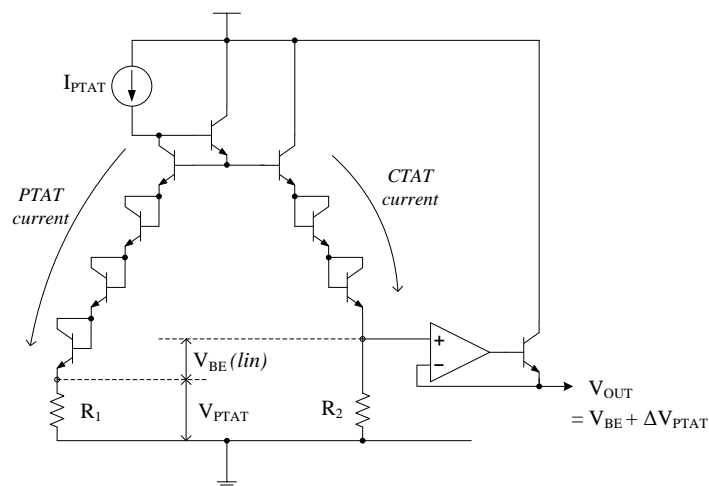 I_PTAT
PTAT
current
CTAT
current
+
−
V_BE (lin)
R_1
V_PTAT
R_2
V_OUT
= V_BE + ΔV_PTAT